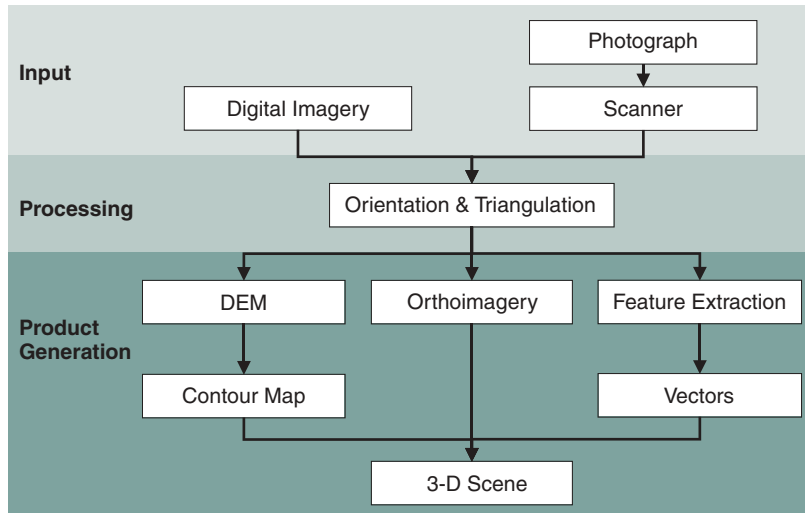 Input
Photograph
Digital Imagery
Scanner
Processing
Orientation & Triangulation
Product
Generation
DEM
Orthoimagery
Feature Extraction
Contour Map
Vectors
3-D Scene